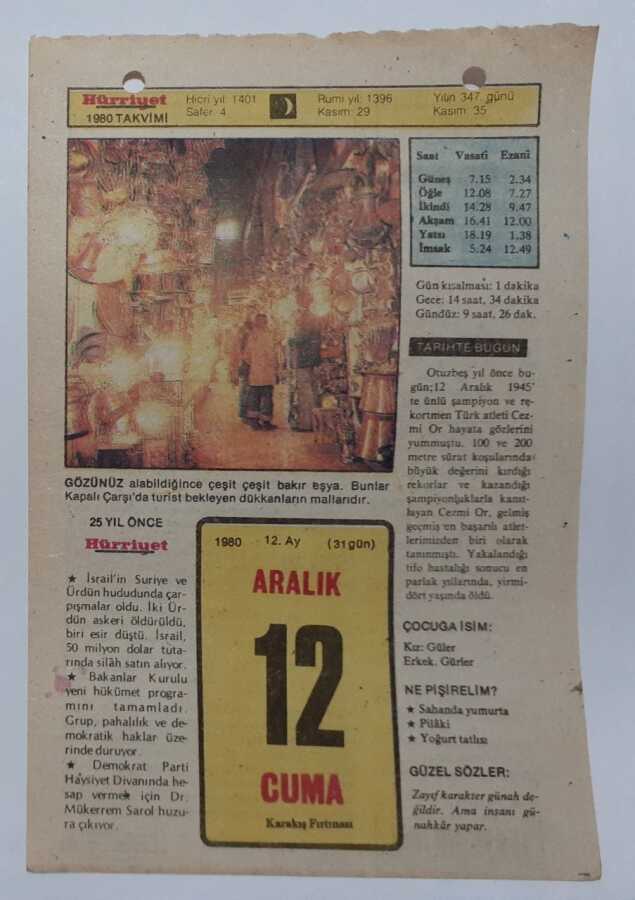 Hürriyet
1980 TAKVİMİ
Hicri yıl: 1401
Safer: 4
Rumi yıl: 1396
Kasım: 29
Yılın 347. günü
Kasım: 35
Saat Vasati Ezani
Güneş 7.15 2.34
Öğle 12.08 7.27
İkindi 14.28 9.47
Akşam 16.41 12.00
Yatsı 18.19 1.38
İmsak 5.24 12.49
Gün kısalması: 1 dakika
Gece: 14 saat, 34 dakika
Gündüz: 9 saat, 26 dak.
GÖZÜNÜZ alabildiğince çeşit çeşit bakır eşya. Bunlar
Kapalı Çarşı'da turist bekleyen dükkanların mallarıdır.
25 YIL ÖNCE
Hürriyet
★ İsrail'in Suriye ve
Ürdün hududunda çar-
pışmalar oldu. İki Ür-
dün askeri öldürüldü,
biri esir düştü. İsrail,
50 milyon dolar tuta-
rında silâh satın alıyor.
★ Bakanlar Kurulu
yeni hükûmet progra-
mını tamamladı.
Grup, pahalılık ve de-
mokratik haklar üze-
rinde duruyor.
★ Demokrat Parti
Haysiyet Divanında he-
sap vermek için Dr.
Mükerrem Sarol huzu-
ra çıkıyor.
1980 12. Ay (31 gün)
ARALIK
12
CUMA
Karakış Fırtınası
TARİHTE BUGÜN
Otuzbeş yıl önce bu-
gün;12 Aralık 1945'
te ünlü şampiyon ve re-
kortmen Türk atleti Cez-
mi Or hayata gözlerini
yummuştu. 100 ve 200
metre sürat koşularında
büyük değerini kırdığı
rekorlar ve kazandığı
şampiyonluklarla kanıt-
layan Cezmi Or, gelmiş
geçmiş en başarılı atlet-
lerimizden biri olarak
tanınmıştı. Yakalandığı
tifo hastalığı sonucu en
parlak yıllarında, yirmi-
dört yaşında öldü.
ÇOCUĞA İSİM:
Kız: Güler
Erkek. Gürler
NE PİŞİRELİM?
★ Sahanda yumurta
★ Pilâki
★ Yoğurt tatlısı
GÜZEL SÖZLER:
Zayıf karakter günah de-
ğildir. Ama insanı gü-
nahkâr yapar.